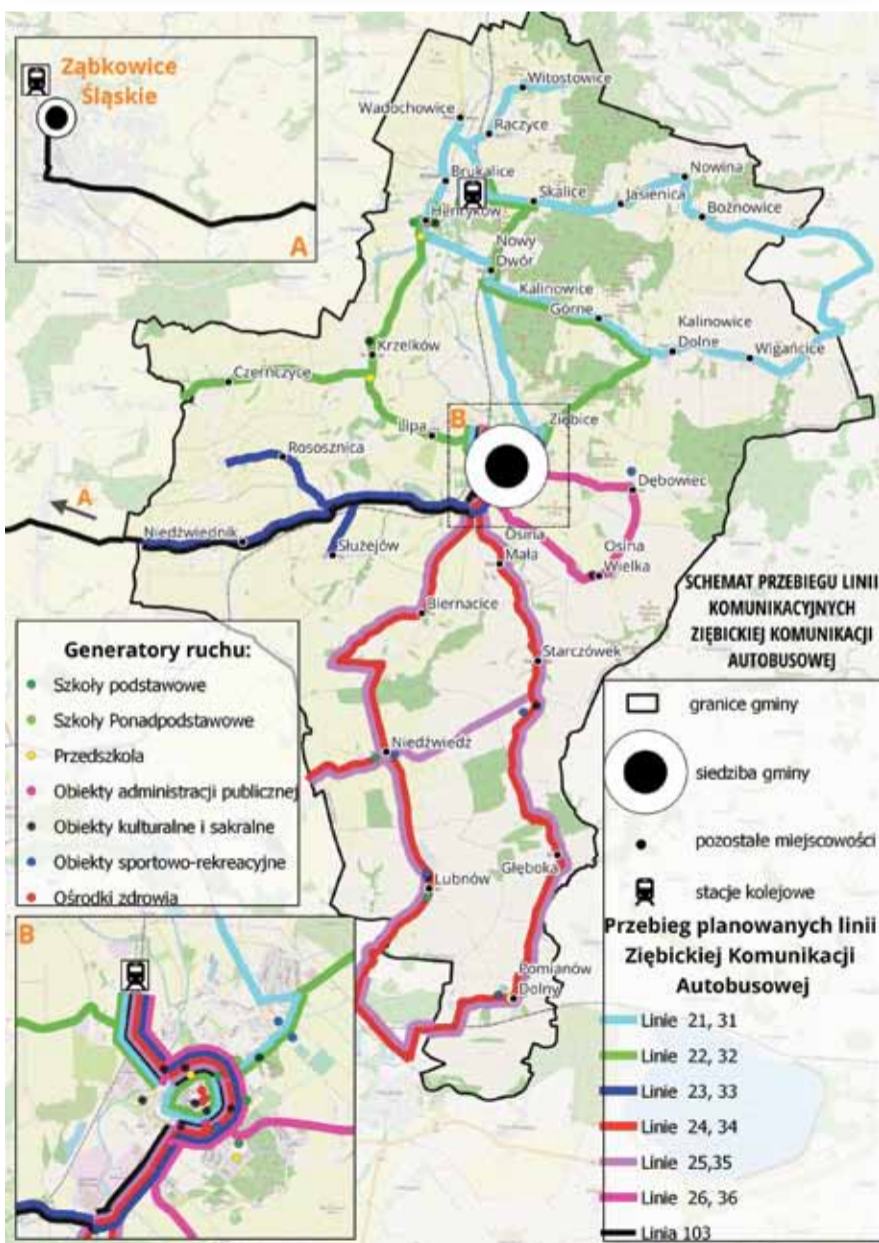 Ząbkowice
Śląskie
A
Witostowice
Wadochowice
Raczyce
Brukalice
Nowina
Skalice
Jasienica
Bożnowice
Henryków
Nowy
Dwór
Kalinowice
Górne
Kalinowice
Dolne
Wigańcice
Krzelków
Czernczyce
Lipa
B
Ziębice
Rososznica
Dębowiec
A
Niedźwiednik
Służejów
Osina
Mała
Osina
Wielka
Biernacice
Starczówek
Niedźwiedź
Lubnów
Głęboka
Pomianów
Dolny
SCHEMAT PRZEBIEGU LINII
KOMUNIKACYJNYCH
ZIĘBICKIEJ KOMUNIKACJI
AUTOBUSOWEJ
Generatory ruchu:
Szkoły podstawowe
Szkoły Ponadpodstawowe
Przedszkola
Obiekty administracji publicznej
Obiekty kulturalne i sakralne
Obiekty sportowo-rekreacyjne
Ośrodki zdrowia
granice gminy
siedziba gminy
pozostałe miejscowości
stacje kolejowe
Przebieg planowanych linii
Ziębickiej Komunikacji
Autobusowej
Linie 21, 31
Linie 22, 32
Linie 23, 33
Linie 24, 34
Linie 25,35
Linie 26, 36
Linia 103
B